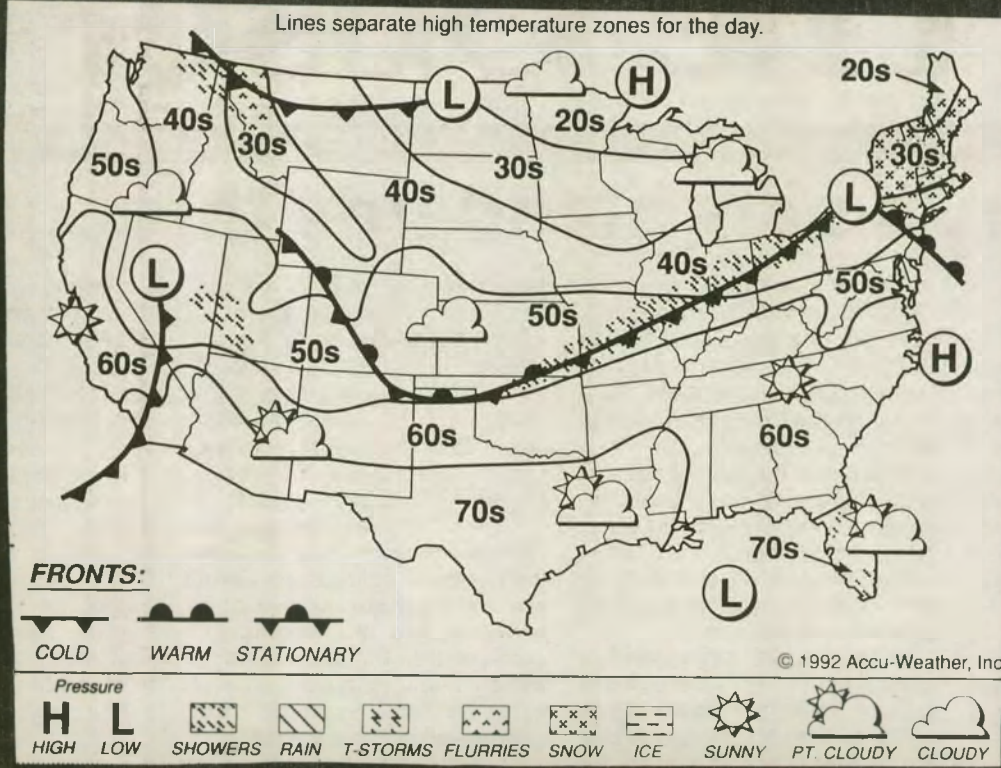 Lines separate high temperature zones for the day.
20s
L
H
40s
20s
30s
30s
30s
50s
40s
L
L
40s
50s
50s
60s
50s
H
60s
60s
70s
70s
L
FRONTS:
COLD WARM STATIONARY
© 1992 Accu-Weather, Inc
Pressure
H L
HIGH LOW SHOWERS RAIN T-STORMS FLURRIES SNOW ICE SUNNY PT. CLOUDY CLOUDY